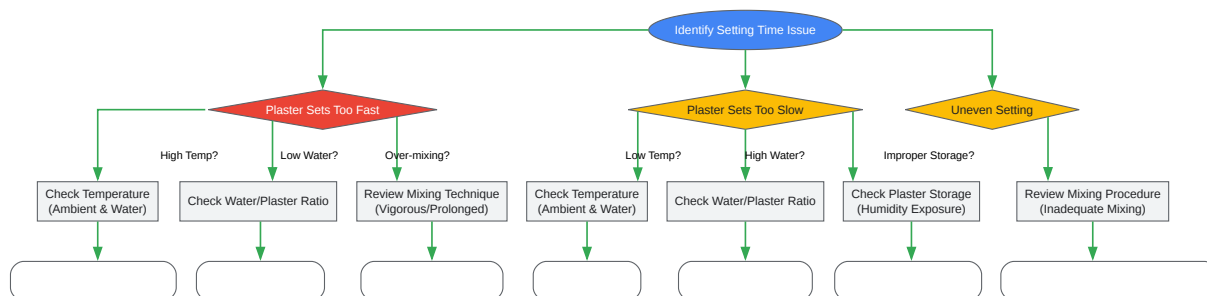 Identify Setting Time Issue
Plaster Sets Too Fast
Plaster Sets Too Slow
Uneven Setting
High Temp?
Low Water?
Over-mixing?
Low Temp?
High Water?
Improper Storage?
Check Temperature
(Ambient & Water)
Check Water/Plaster Ratio
Review Mixing Technique
(Vigorous/Prolonged)
Check Temperature
(Ambient & Water)
Check Water/Plaster Ratio
Check Plaster Storage
(Humidity Exposure)
Review Mixing Procedure
(Inadequate Mixing)